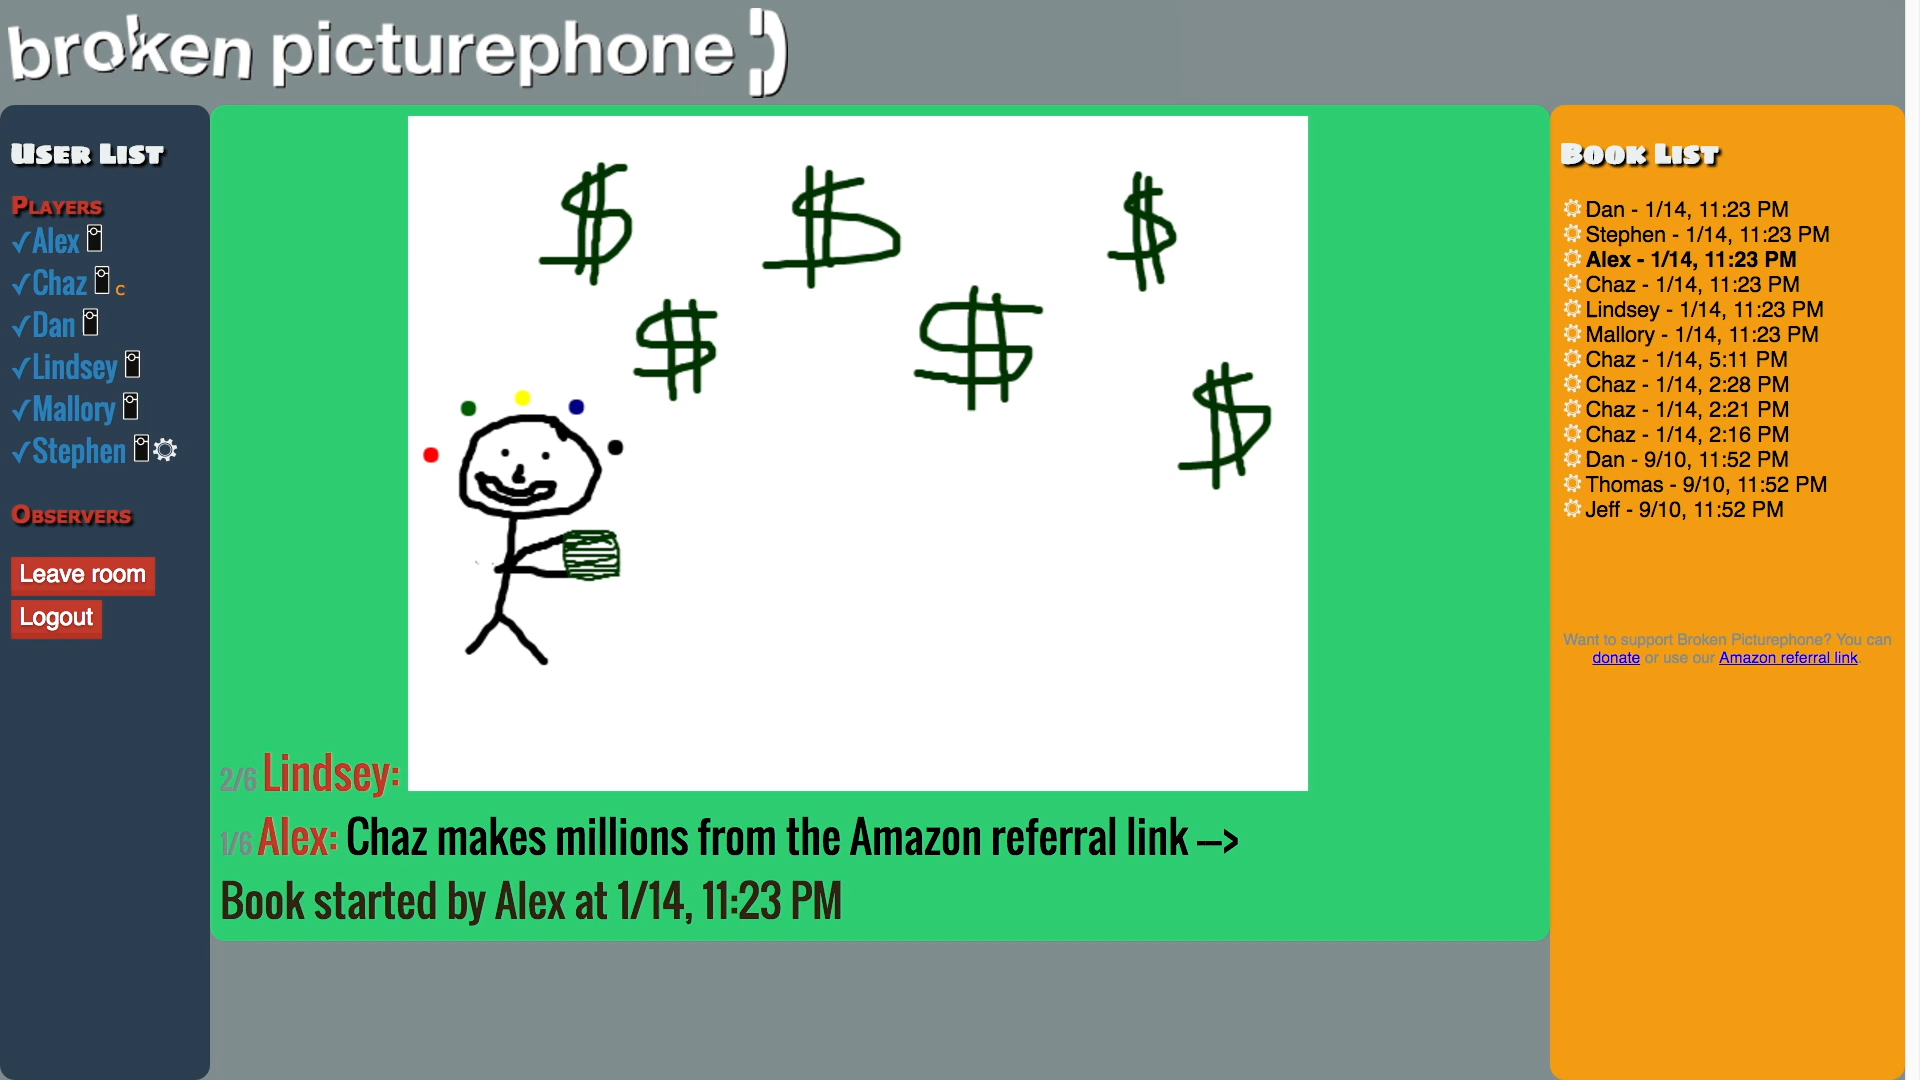 broken picturephone
User List
Players
✓Alex
✓Chaz c
✓Dan
✓Lindsey
✓Mallory
✓Stephen
Observers
Leave room
Logout
$ $ $
$ $
$
2/6 Lindsey:
1/6 Alex: Chaz makes millions from the Amazon referral link -->
Book started by Alex at 1/14, 11:23 PM
Book List
Dan - 1/14, 11:23 PM
Stephen - 1/14, 11:23 PM
Alex - 1/14, 11:23 PM
Chaz - 1/14, 11:23 PM
Lindsey - 1/14, 11:23 PM
Mallory - 1/14, 11:23 PM
Chaz - 1/14, 5:11 PM
Chaz - 1/14, 2:28 PM
Chaz - 1/14, 2:21 PM
Chaz - 1/14, 2:16 PM
Dan - 9/10, 11:52 PM
Thomas - 9/10, 11:52 PM
Jeff - 9/10, 11:52 PM
Want to support Broken Picturephone? You can
donate or use our Amazon referral link.